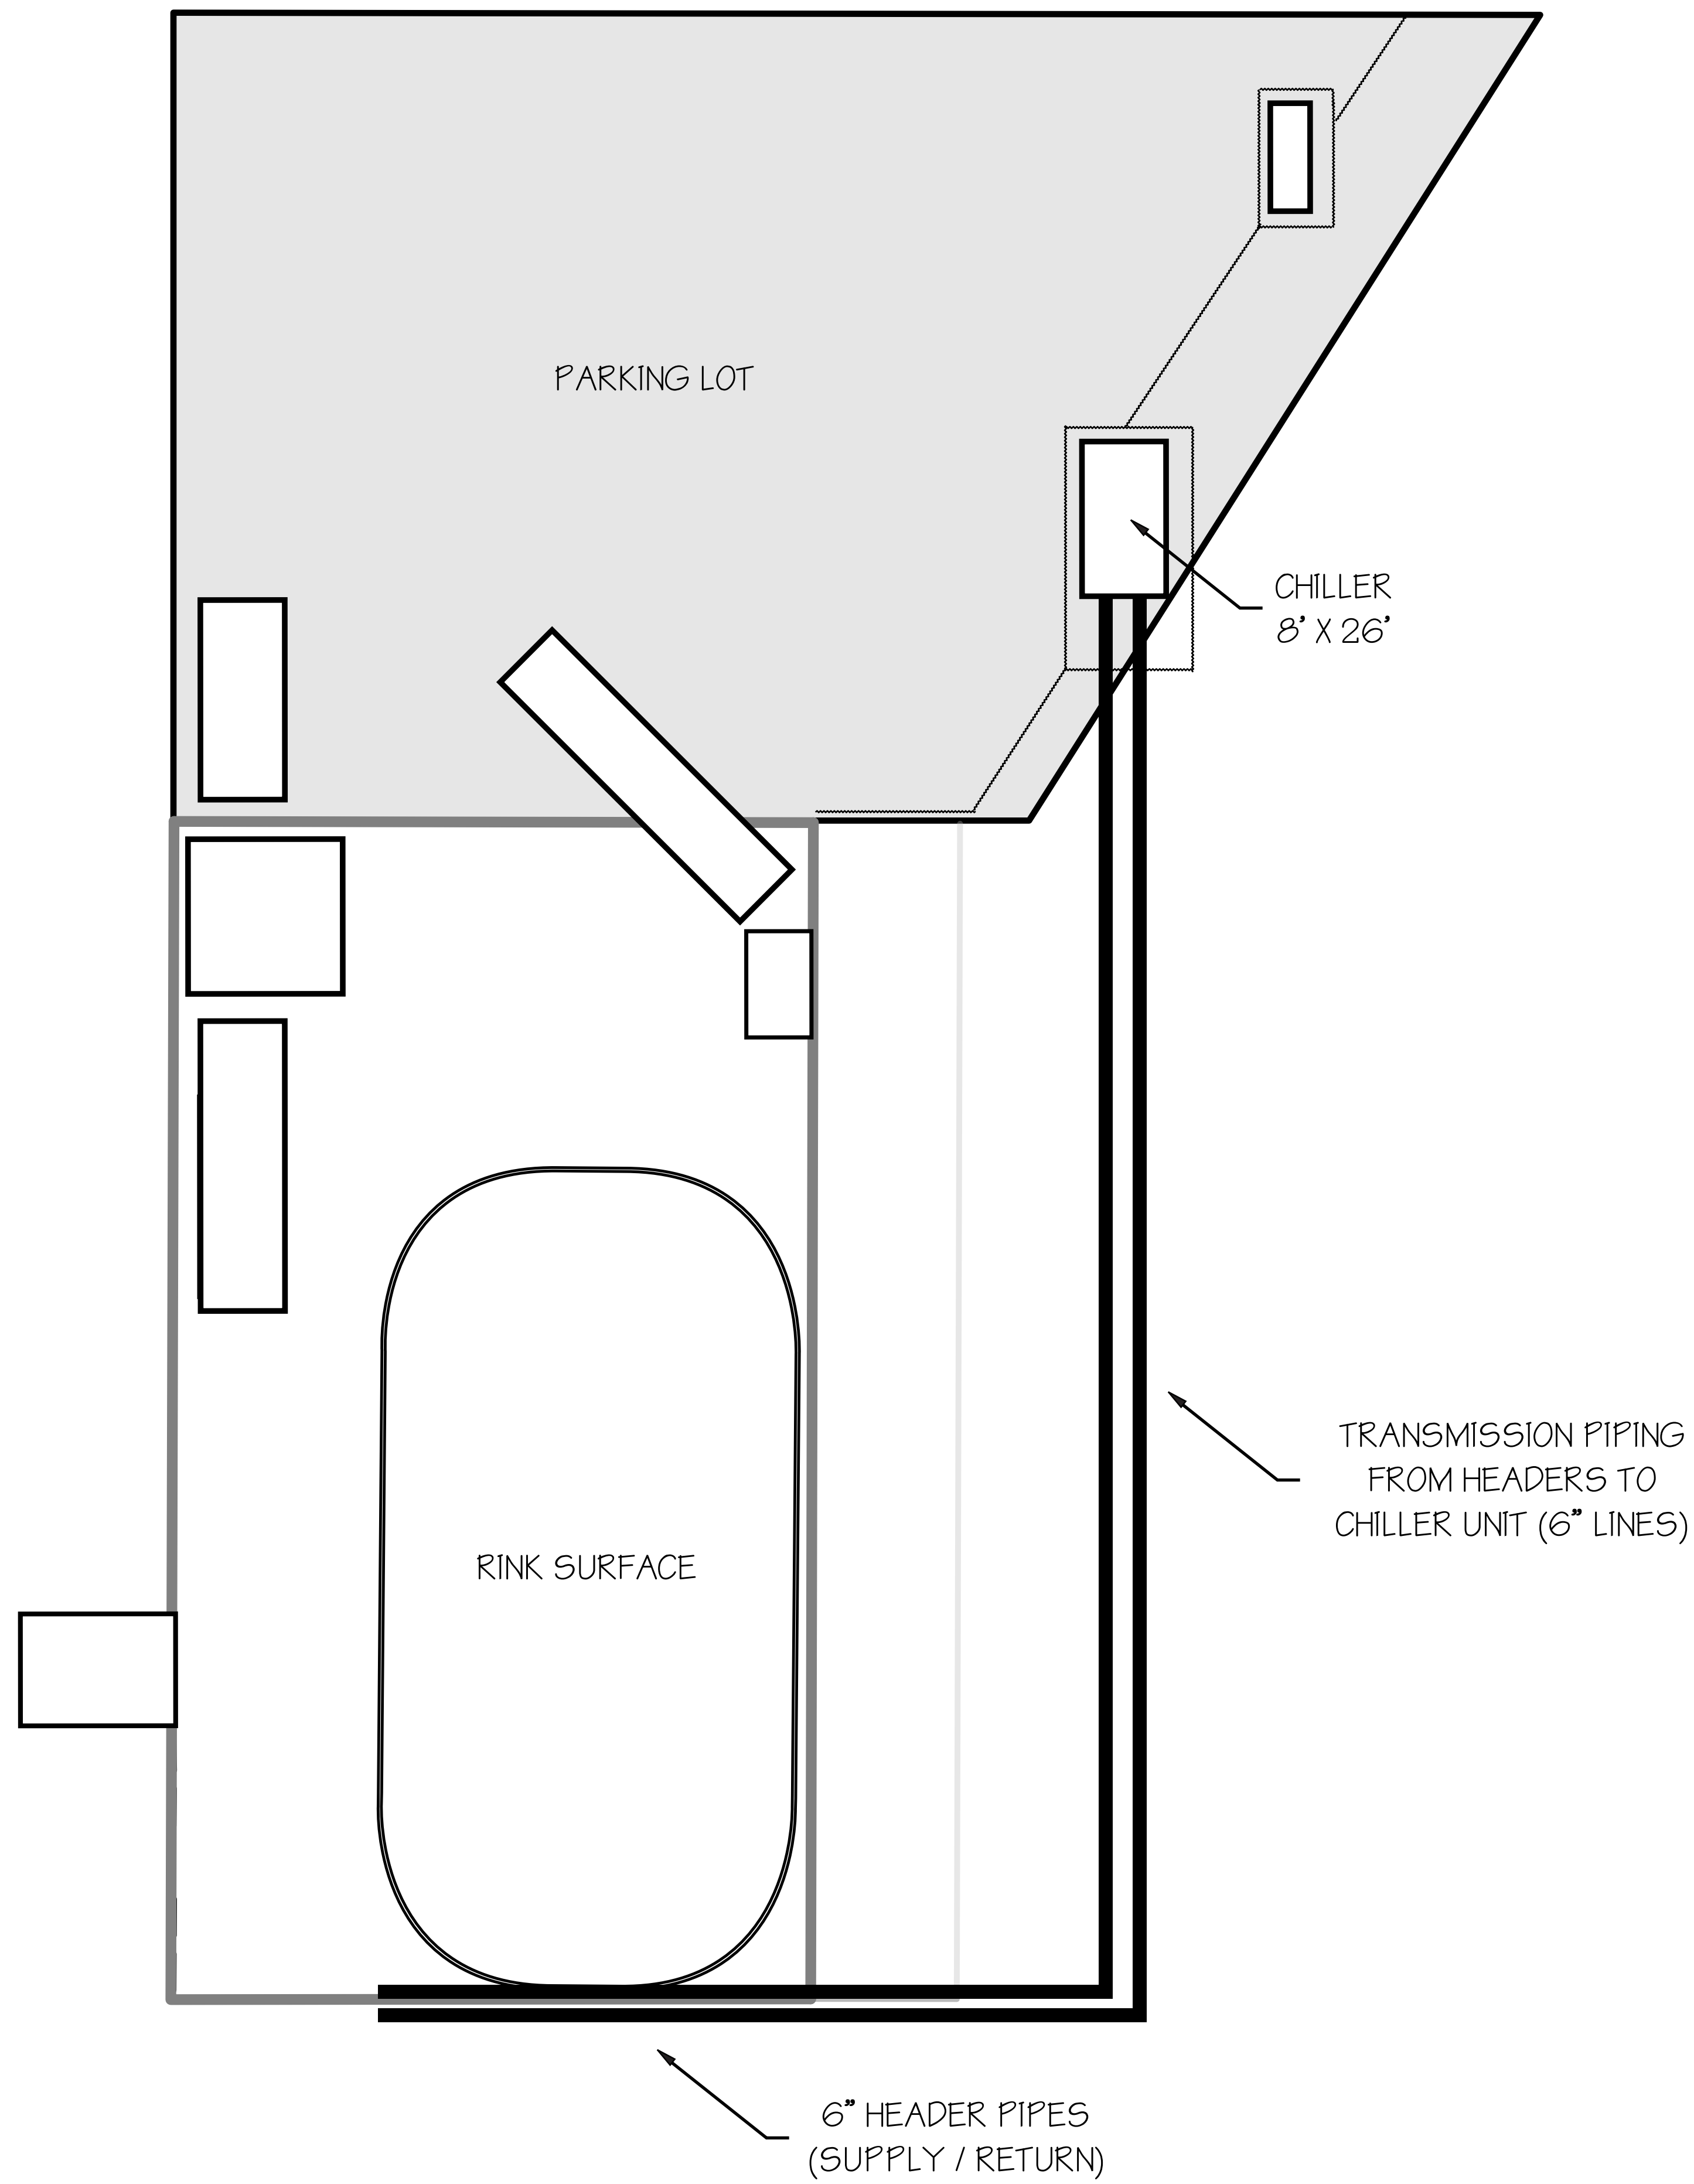 PARKING LOT
CHILLER
8' X 26'
TRANSMISSION PIPING
FROM HEADERS TO
CHILLER UNIT (6" LINES)
RINK SURFACE
6" HEADER PIPES
(SUPPLY / RETURN)